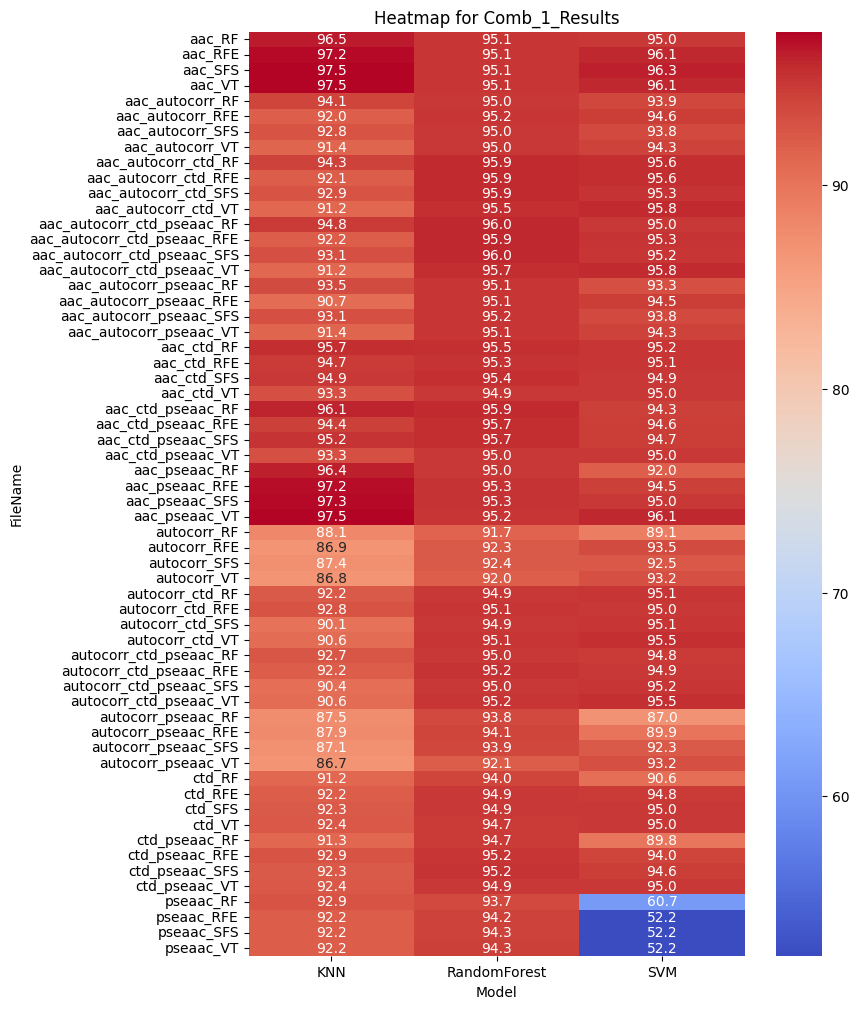 Heatmap for Comb_1_Results
FileName
aac_RF 96.5 95.1 95.0
aac_RFE 97.2 95.1 96.1
aac_SFS 97.5 95.1 96.3
aac_VT 97.5 95.1 96.1
aac_autocorr_RF 94.1 95.0 93.9
aac_autocorr_RFE 92.0 95.2 94.6
aac_autocorr_SFS 92.8 95.0 93.8
aac_autocorr_VT 91.4 95.0 94.3
aac_autocorr_ctd_RF 94.3 95.9 95.6
aac_autocorr_ctd_RFE 92.1 95.9 95.6
aac_autocorr_ctd_SFS 92.9 95.9 95.3
aac_autocorr_ctd_VT 91.2 95.5 95.8
aac_autocorr_ctd_pseaac_RF 94.8 96.0 95.0
aac_autocorr_ctd_pseaac_RFE 92.2 95.9 95.3
aac_autocorr_ctd_pseaac_SFS 93.1 96.0 95.2
aac_autocorr_ctd_pseaac_VT 91.2 95.7 95.8
aac_autocorr_pseaac_RF 93.5 95.1 93.3
aac_autocorr_pseaac_RFE 90.7 95.1 94.5
aac_autocorr_pseaac_SFS 93.1 95.2 93.8
aac_autocorr_pseaac_VT 91.4 95.1 94.3
aac_ctd_RF 95.7 95.5 95.2
aac_ctd_RFE 94.7 95.3 95.1
aac_ctd_SFS 94.9 95.4 94.9
aac_ctd_VT 93.3 94.9 95.0
aac_ctd_pseaac_RF 96.1 95.9 94.3
aac_ctd_pseaac_RFE 94.4 95.7 94.6
aac_ctd_pseaac_SFS 95.2 95.7 94.7
aac_ctd_pseaac_VT 93.3 95.0 95.0
aac_pseaac_RF 96.4 95.0 92.0
aac_pseaac_RFE 97.2 95.3 94.5
aac_pseaac_SFS 97.3 95.3 95.0
aac_pseaac_VT 97.5 95.2 96.1
autocorr_RF 88.1 91.7 89.1
autocorr_RFE 86.9 92.3 93.5
autocorr_SFS 87.4 92.4 92.5
autocorr_VT 86.8 92.0 93.2
autocorr_ctd_RF 92.2 94.9 95.1
autocorr_ctd_RFE 92.8 95.1 95.0
autocorr_ctd_SFS 90.1 94.9 95.1
autocorr_ctd_VT 90.6 95.1 95.5
autocorr_ctd_pseaac_RF 92.7 95.0 94.8
autocorr_ctd_pseaac_RFE 92.2 95.2 94.9
autocorr_ctd_pseaac_SFS 90.4 95.0 95.2
autocorr_ctd_pseaac_VT 90.6 95.2 95.5
autocorr_pseaac_RF 87.5 93.8 87.0
autocorr_pseaac_RFE 87.9 94.1 89.9
autocorr_pseaac_SFS 87.1 93.9 92.3
autocorr_pseaac_VT 86.7 92.1 93.2
ctd_RF 91.2 94.0 90.6
ctd_RFE 92.2 94.9 94.8
ctd_SFS 92.3 94.9 95.0
ctd_VT 92.4 94.7 95.0
ctd_pseaac_RF 91.3 94.7 89.8
ctd_pseaac_RFE 92.9 95.2 94.0
ctd_pseaac_SFS 92.3 95.2 94.6
ctd_pseaac_VT 92.4 94.9 95.0
pseaac_RF 92.9 93.7 60.7
pseaac_RFE 92.2 94.2 52.2
pseaac_SFS 92.2 94.3 52.2
pseaac_VT 92.2 94.3 52.2
KNN RandomForest SVM
Model
90
80
70
60